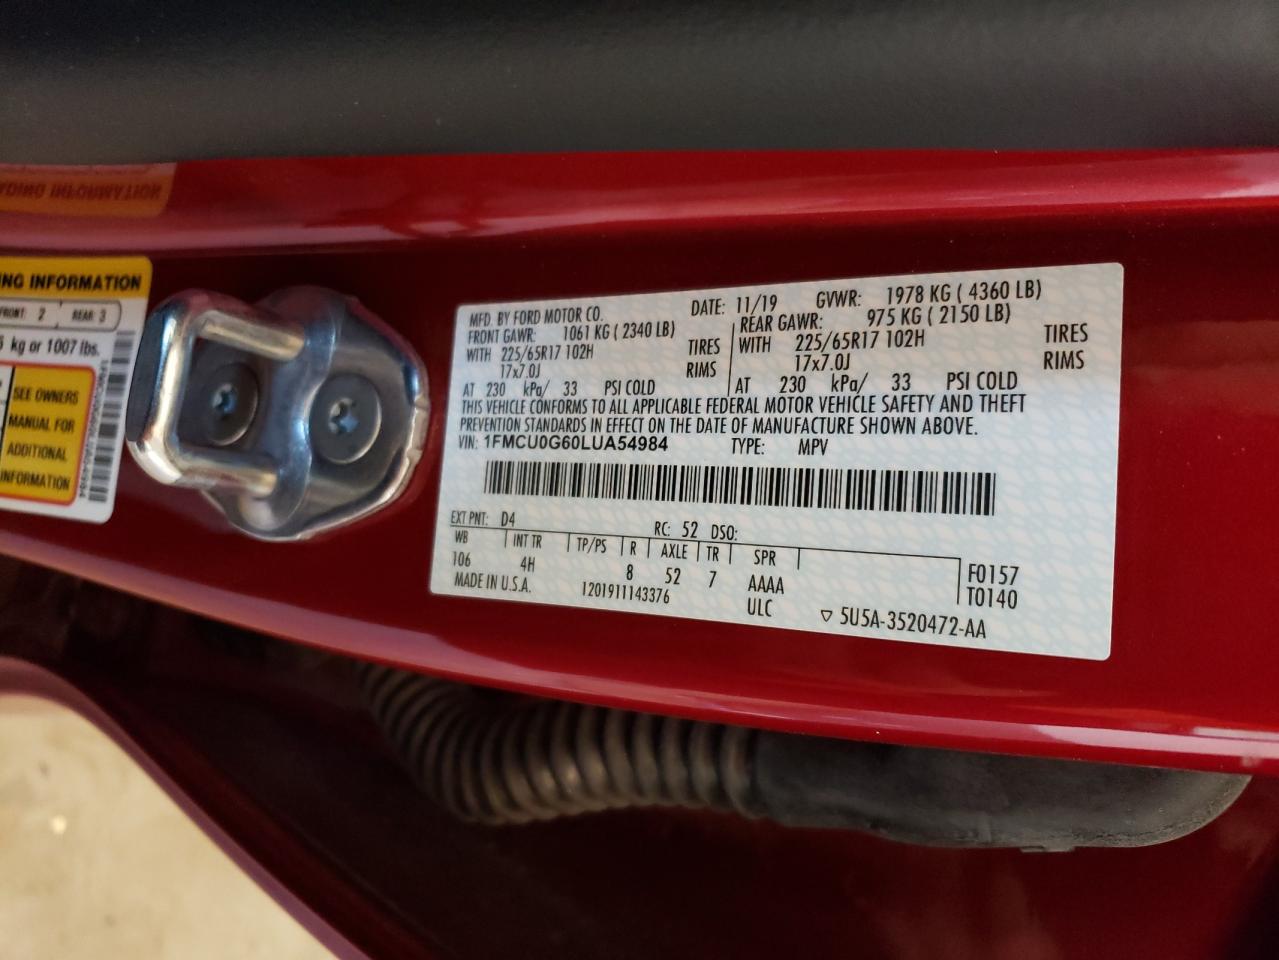 NG INFORMATION
FRONT 2 REAR 3
kg or 1007 lbs.
SEE OWNERS
MANUAL FOR
ADDITIONAL
INFORMATION
MFD. BY FORD MOTOR CO. DATE: 11/19 GVWR: 1978 KG ( 4360 LB)
FRONT GAWR: 1061 KG ( 2340 LB) REAR GAWR: 975 KG ( 2150 LB)
WITH 225/65R17 102H TIRES WITH 225/65R17 102H TIRES
17x7.0J RIMS 17x7.0J RIMS
AT 230 kPa/ 33 PSI COLD AT 230 kPa/ 33 PSI COLD
THIS VEHICLE CONFORMS TO ALL APPLICABLE FEDERAL MOTOR VEHICLE SAFETY AND THEFT
PREVENTION STANDARDS IN EFFECT ON THE DATE OF MANUFACTURE SHOWN ABOVE.
VIN: 1FMCU0G60LUA54984 TYPE: MPV
EXT PNT: D4 RC: 52 DSO:
WB INT TR TP/PS R AXLE TR SPR
106 4H 8 52 7 AAAA F0157
MADE IN U.S.A. 1201911143376 ULC T0140
▽ 5U5A-3520472-AA